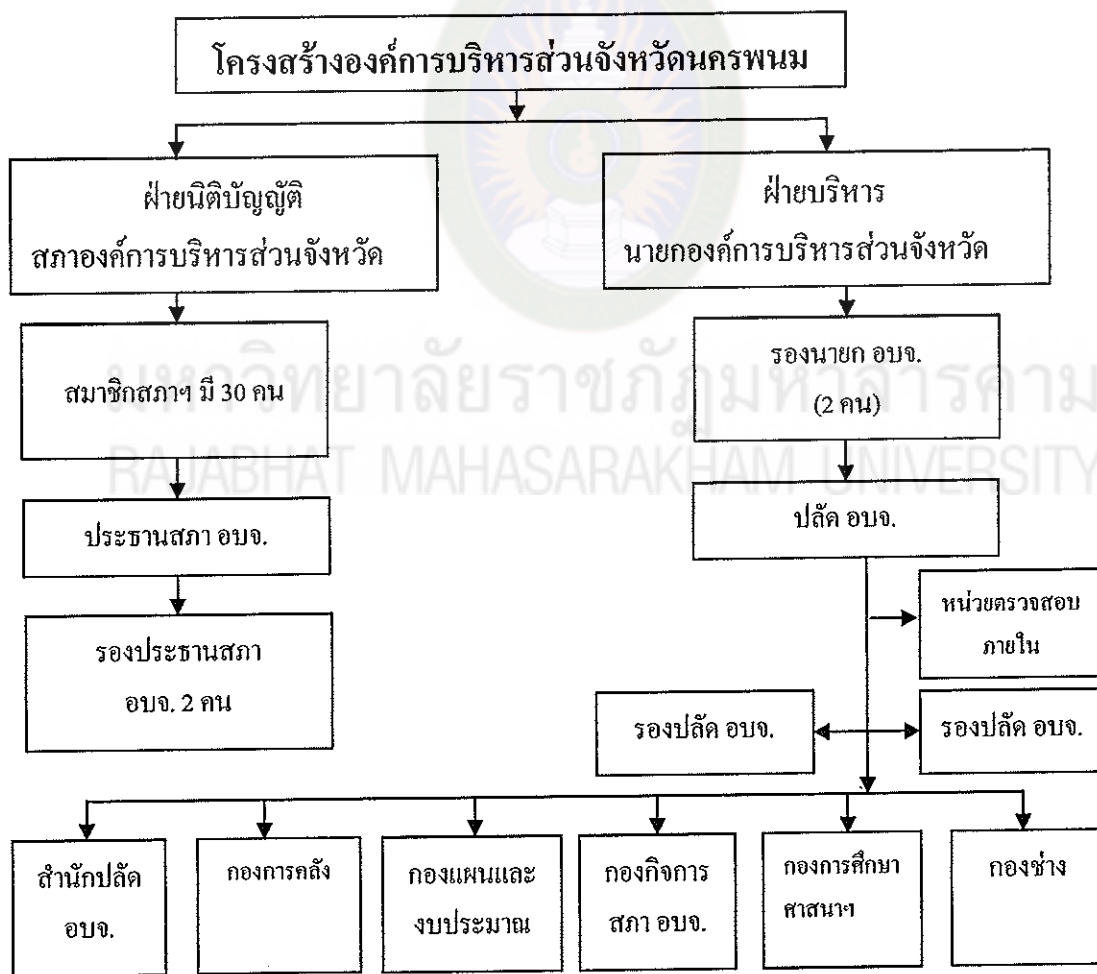 โครงสร้างองค์การบริหารส่วนจังหวัดนครพนม
ฝ่ายนิติบัญญัติ
สภาองค์การบริหารส่วนจังหวัด
ฝ่ายบริหาร
นายกองค์การบริหารส่วนจังหวัด
สมาชิกสภาฯ มี 30 คน
รองนายก อบจ.
(2 คน)
มหาวิทยาลัยราชภัฏมหาสารคาม
RAJABHAT MAHASARAKHAM UNIVERSITY
ประธานสภา อบจ.
ปลัด อบจ.
รองประธานสภา
อบจ. 2 คน
หน่วยตรวจสอบ
ภายใน
รองปลัด อบจ.
รองปลัด อบจ.
สำนักปลัด
อบจ.
กองการคลัง
กองแผนและ
งบประมาณ
กองกิจการ
สภา อบจ.
กองการศึกษา
ศาสนาฯ
กองช่าง